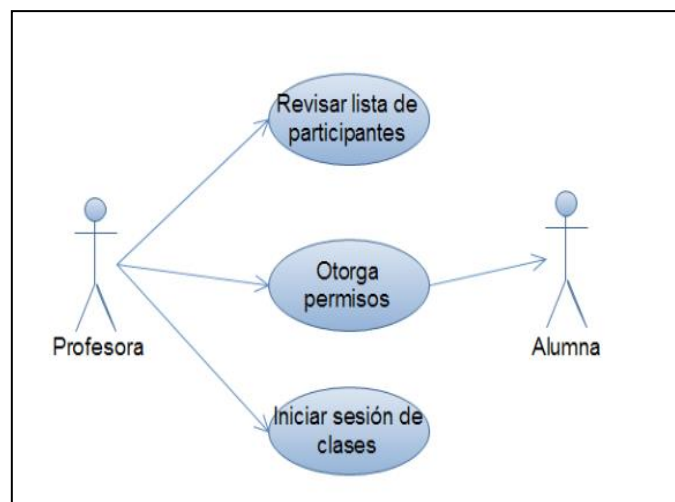 Revisar lista de
participantes
Otorga
permisos
Profesora
Alumna
Iniciar sesión de
clases